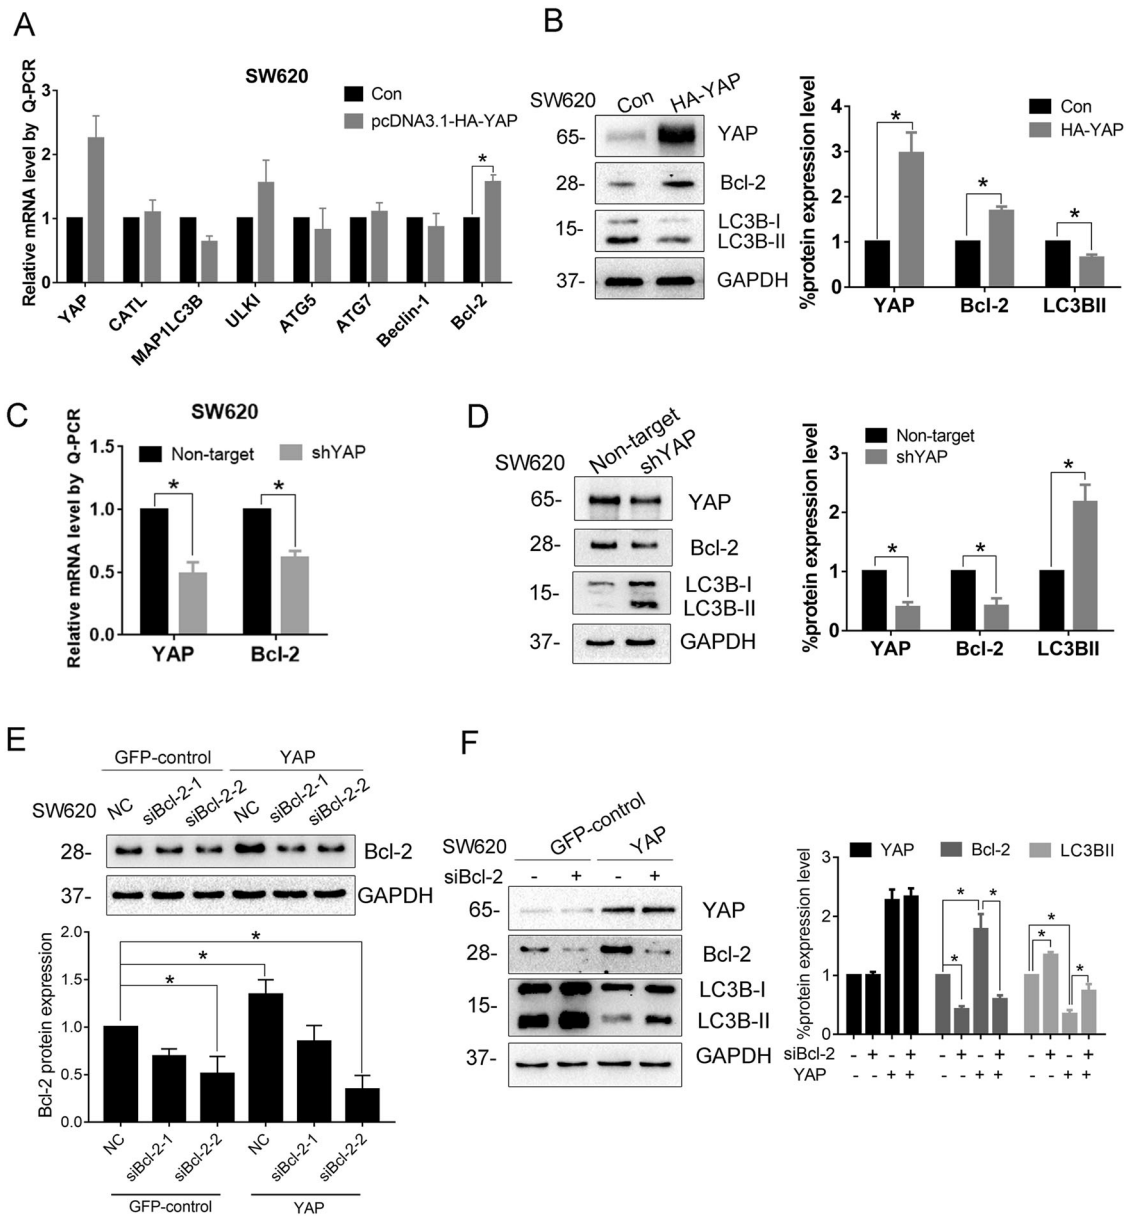 A
SW620
Relative mRNA level by Q-PCR
3
2
1
0
Con
pcDNA3.1-HA-YAP
*
YAP
CATL
MAP1LC3B
ULKI
ATG5
ATG7
Beclin-1
Bcl-2
B
SW620
Con
HA-YAP
65-
YAP
28-
Bcl-2
15-
LC3B-I
LC3B-II
37-
GAPDH
%protein expression level
4
3
2
1
0
Con
HA-YAP
*
*
*
YAP
Bcl-2
LC3BII
C
SW620
Relative mRNA level by Q-PCR
1.5
1.0
0.5
0.0
Non-target
shYAP
*
*
YAP
Bcl-2
D
SW620
Non-target
shYAP
65-
YAP
28-
Bcl-2
15-
LC3B-I
LC3B-II
37-
GAPDH
%protein expression level
3
2
1
0
Non-target
shYAP
*
*
*
YAP
Bcl-2
LC3BII
E
GFP-control
YAP
SW620
NC
siBcl-2-1
siBcl-2-2
NC
siBcl-2-1
siBcl-2-2
28-
Bcl-2
37-
GAPDH
Bcl-2 protein expression
2.0
1.5
1.0
0.5
0.0
*
*
*
NC
siBcl-2-1
siBcl-2-2
NC
siBcl-2-1
siBcl-2-2
GFP-control
YAP
F
SW620
GFP-control
YAP
siBcl-2
- + - +
65-
YAP
28-
Bcl-2
15-
LC3B-I
LC3B-II
37-
GAPDH
%protein expression level
3
2
1
0
YAP
Bcl-2
LC3BII
*
*
*
*
*
*
siBcl-2 - + - + - + - + - + - +
YAP - - + + - - + + - - + +